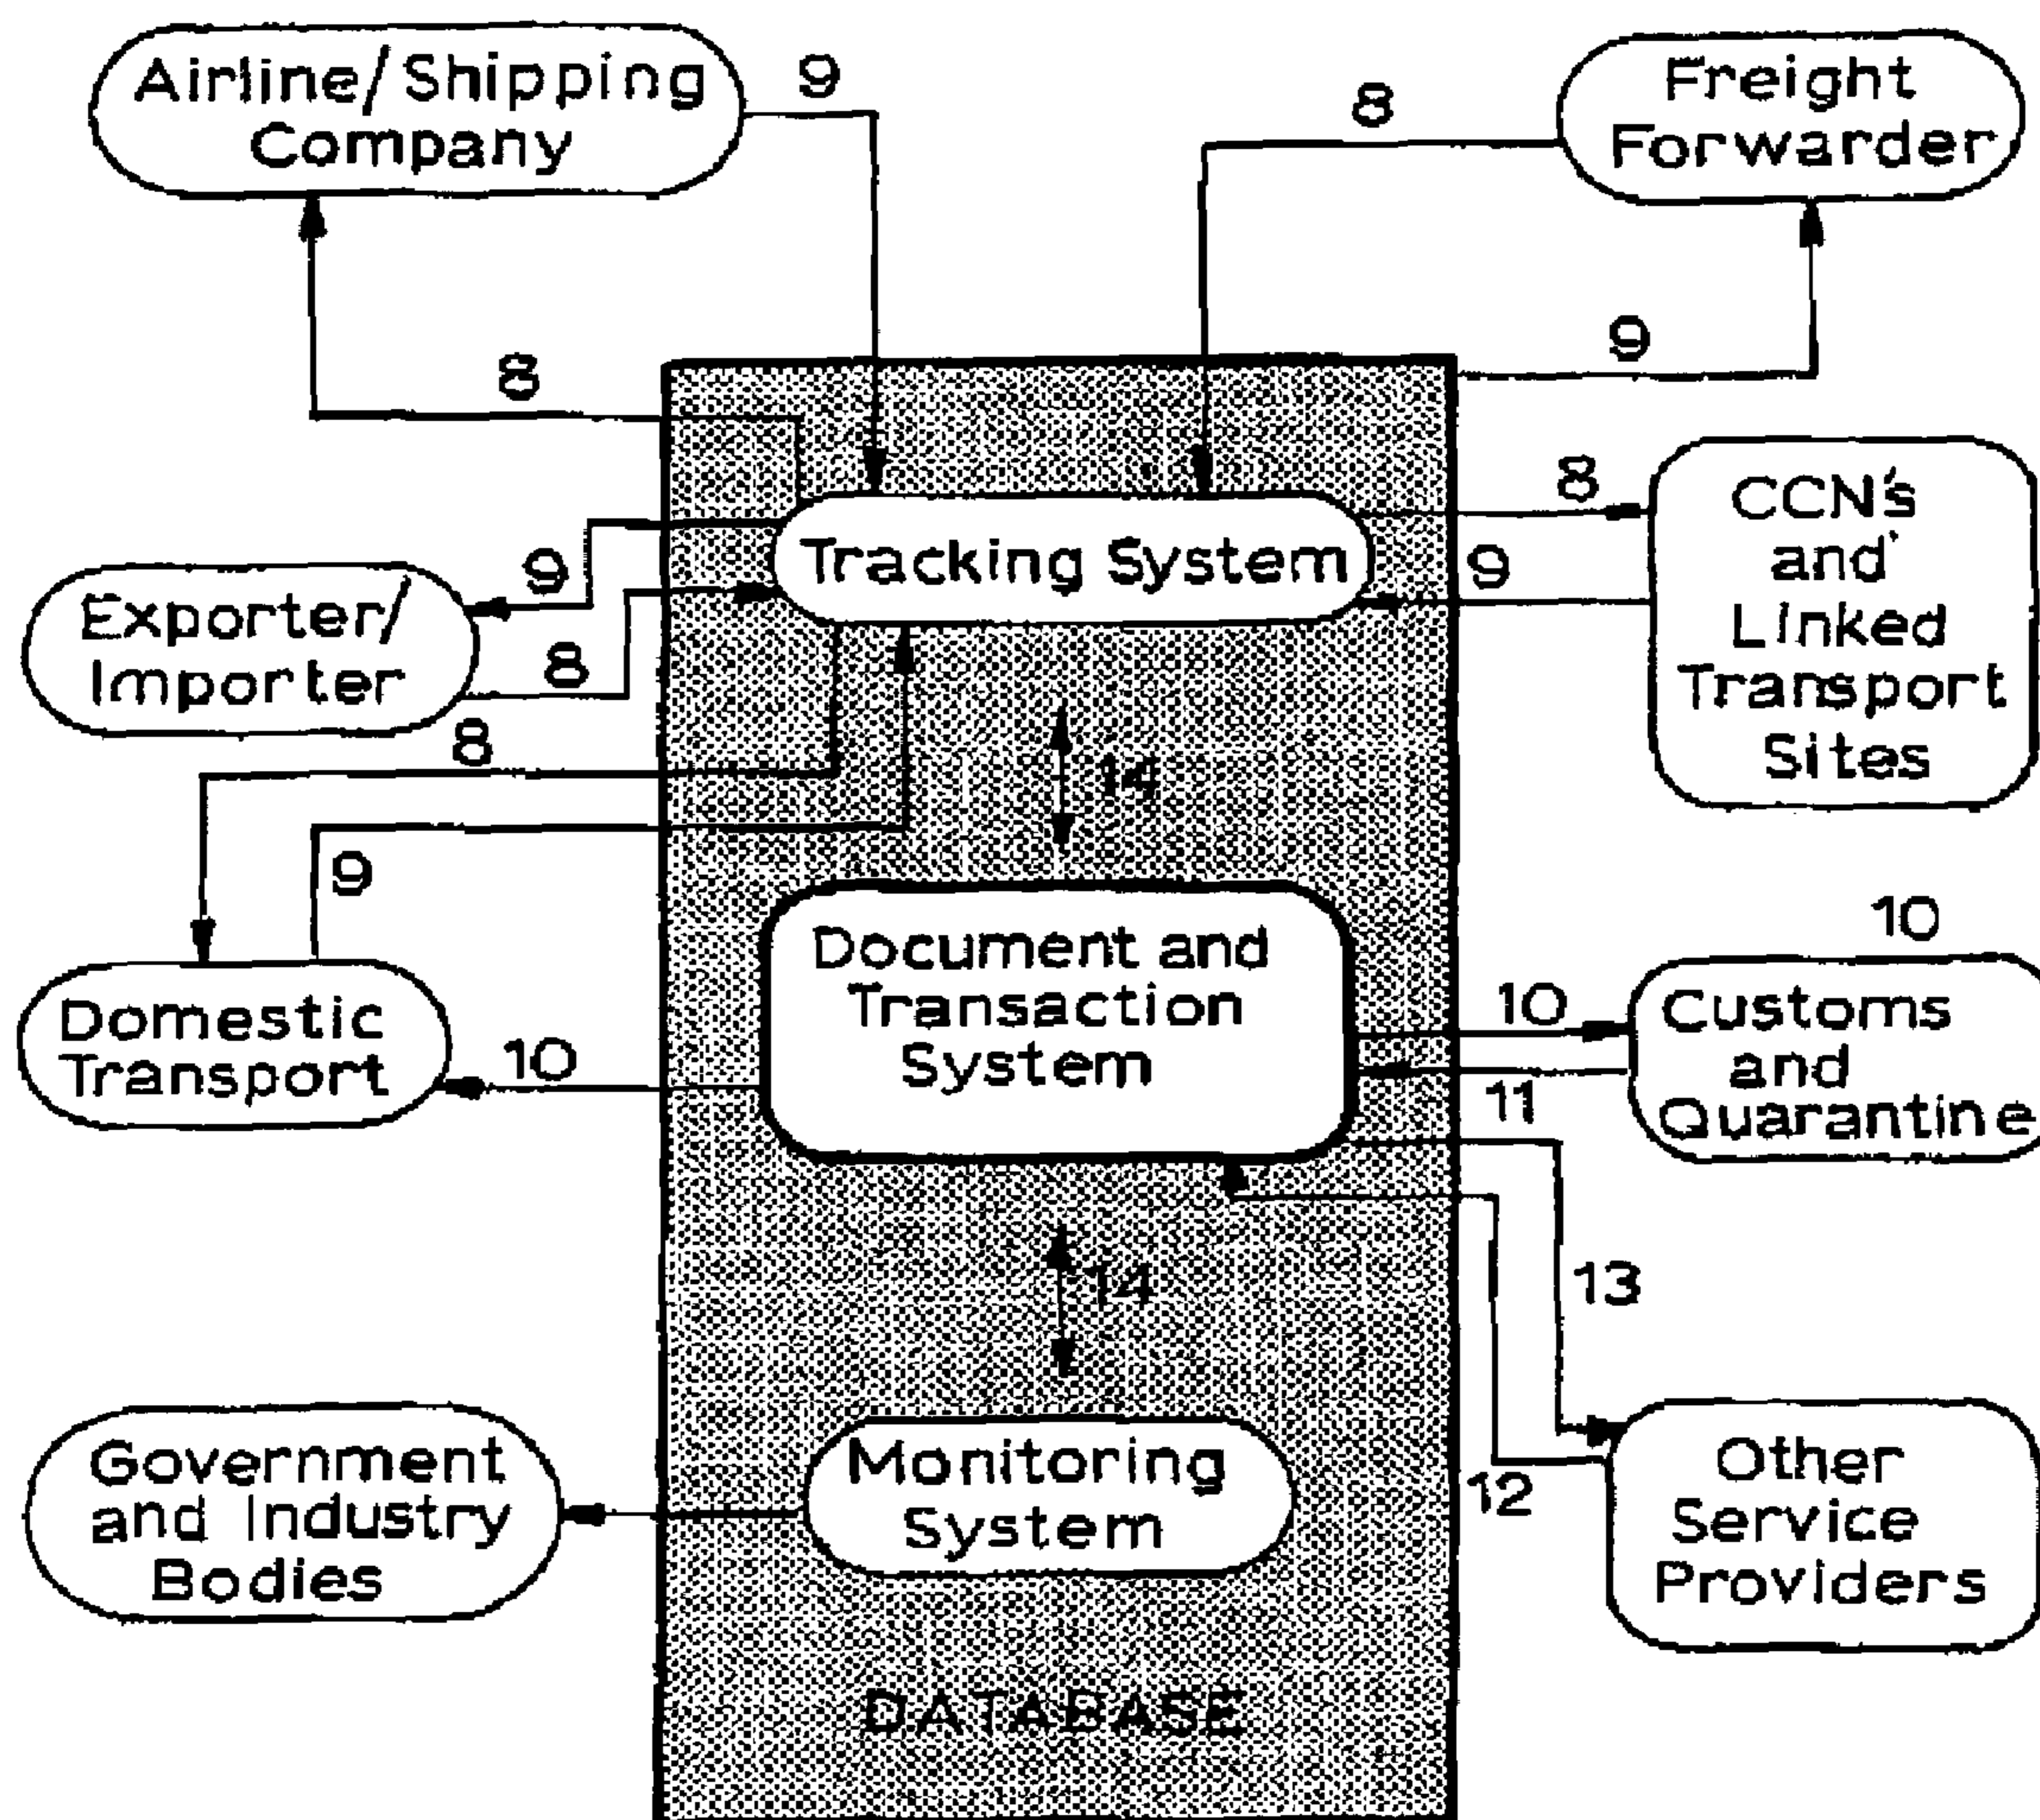 Airline/Shipping
Company
9
8
Freight
Forwarder
8
9
Tracking System
8
9
CCN's
and
Linked
Transport
Sites
Exporter/
Importer
9
8
8
9
14
Document and
Transaction
System
10
10
11
Customs
and
Quarantine
Domestic
Transport
10
14
13
12
Government
and Industry
Bodies
Monitoring
System
Other
Service
Providers
DATABASE